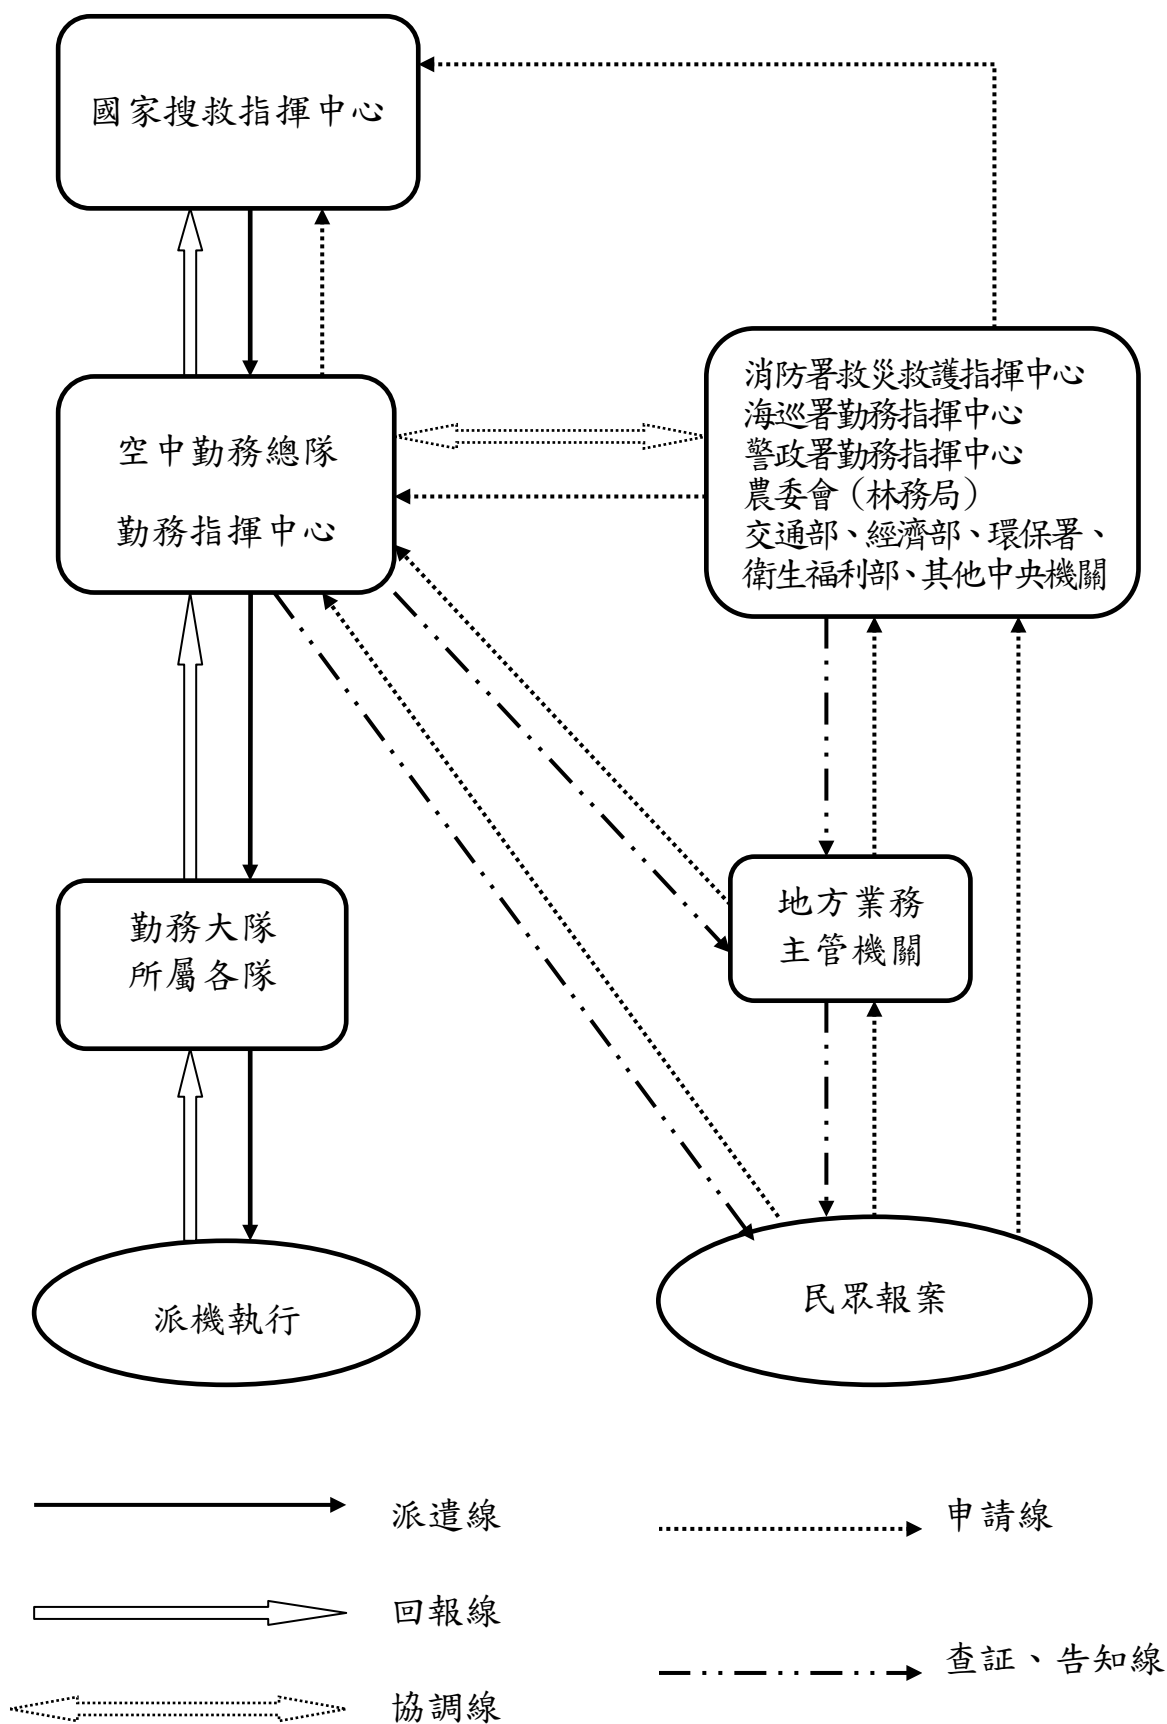 國家搜救指揮中心
空中勤務總隊
勤務指揮中心
消防署救災救護指揮中心
海巡署勤務指揮中心
警政署勤務指揮中心
農委會（林務局）
交通部、經濟部、環保署、
衛生福利部、其他中央機關
勤務大隊
所屬各隊
地方業務
主管機關
派機執行
民眾報案
派遣線
申請線
回報線
查証、告知線
協調線